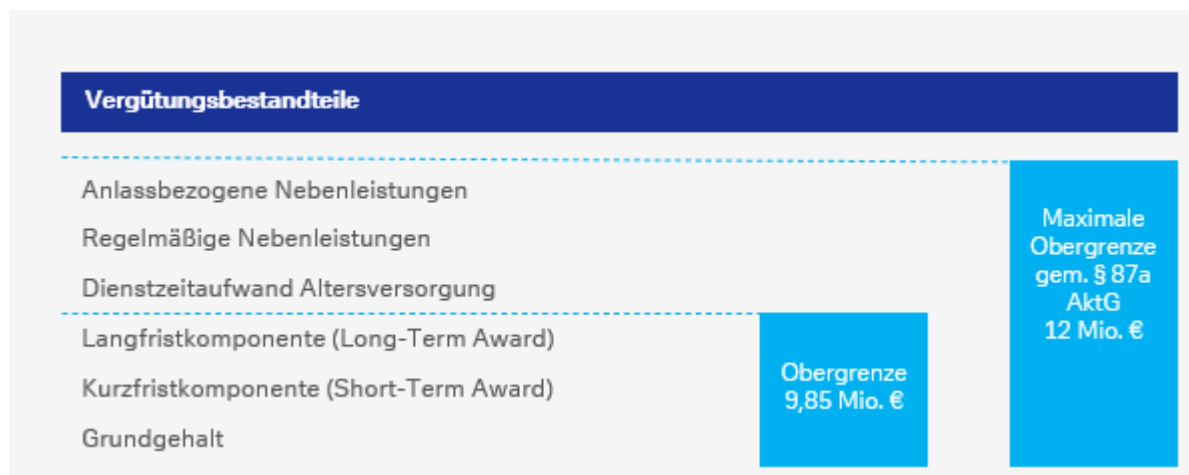 Vergütungsbestandteile
Anlassbezogene Nebenleistungen
Regelmäßige Nebenleistungen
Dienstzeitaufwand Altersversorgung
Langfristkomponente (Long-Term Award)
Kurzfristkomponente (Short-Term Award)
Grundgehalt
Obergrenze
9,85 Mio. €
Maximale
Obergrenze
gem. § 87a
AktG
12 Mio. €